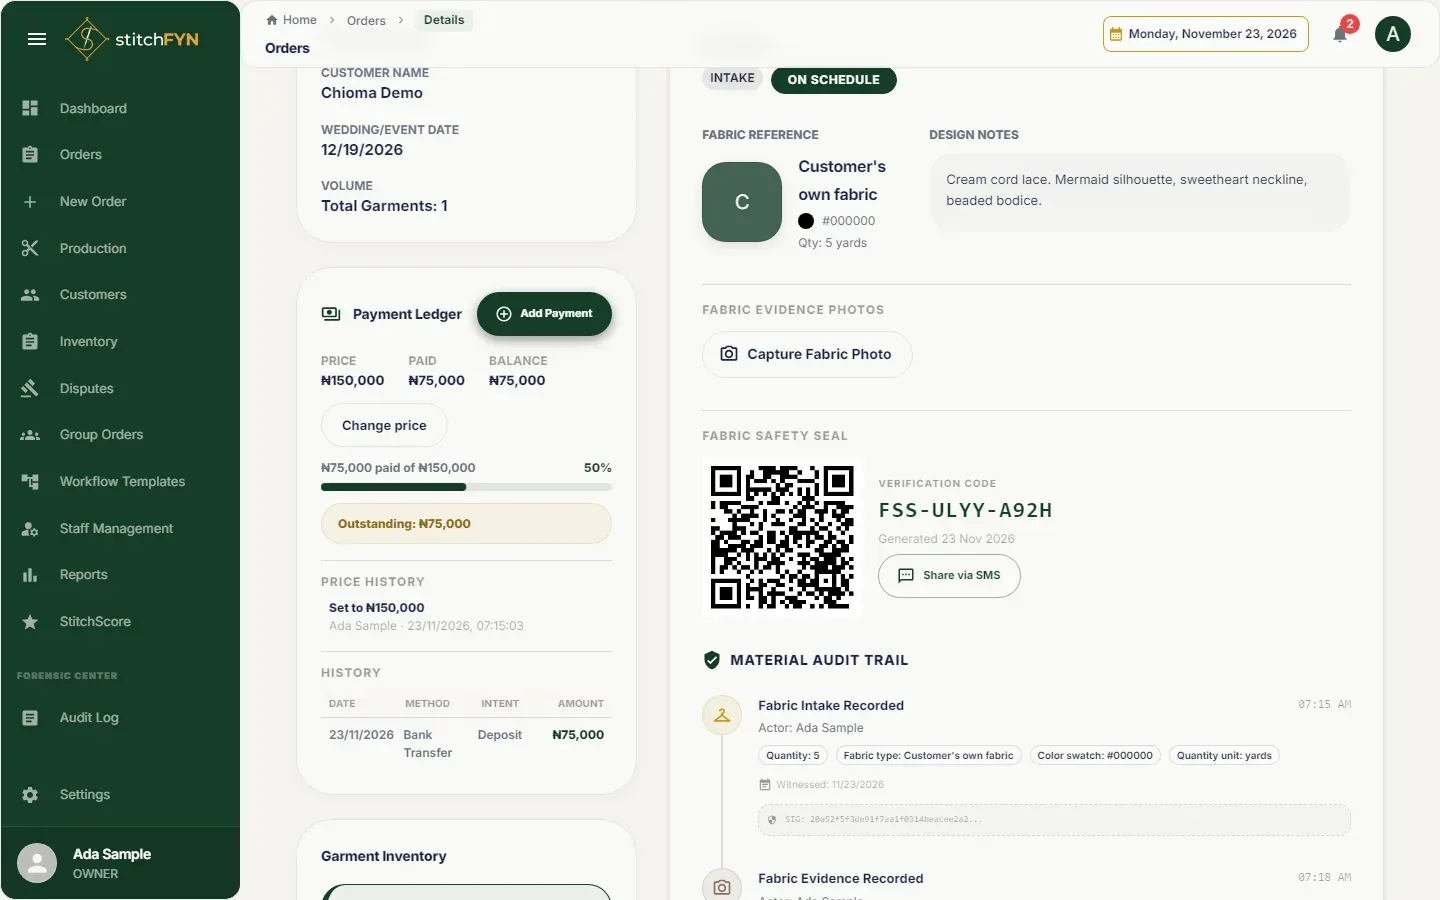 stitchFYN
Dashboard
Orders
New Order
Production
Customers
Inventory
Disputes
Group Orders
Workflow Templates
Staff Management
Reports
StitchScore
FORENSIC CENTER
Audit Log
Settings
Ada Sample
OWNER
Home > Orders > Details
Orders
Monday, November 23, 2026
2
A
CUSTOMER NAME
Chioma Demo
WEDDING/EVENT DATE
12/19/2026
VOLUME
Total Garments: 1
Payment Ledger
Add Payment
PRICE PAID BALANCE
₦150,000 ₦75,000 ₦75,000
Change price
₦75,000 paid of ₦150,000 50%
Outstanding: ₦75,000
PRICE HISTORY
Set to ₦150,000
Ada Sample · 23/11/2026, 07:15:03
HISTORY
DATE METHOD INTENT AMOUNT
23/11/2026 Bank Transfer Deposit ₦75,000
Garment Inventory
INTAKE ON SCHEDULE
FABRIC REFERENCE
C
Customer's
own fabric
#000000
Qty: 5 yards
DESIGN NOTES
Cream cord lace. Mermaid silhouette, sweetheart neckline,
beaded bodice.
FABRIC EVIDENCE PHOTOS
Capture Fabric Photo
FABRIC SAFETY SEAL
VERIFICATION CODE
FSS-ULYY-A92H
Generated 23 Nov 2026
Share via SMS
MATERIAL AUDIT TRAIL
Fabric Intake Recorded 07:15 AM
Actor: Ada Sample
Quantity: 5 Fabric type: Customer's own fabric Color swatch: #000000 Quantity unit: yards
Witnessed: 11/23/2026
SIG:
Fabric Evidence Recorded 07:18 AM